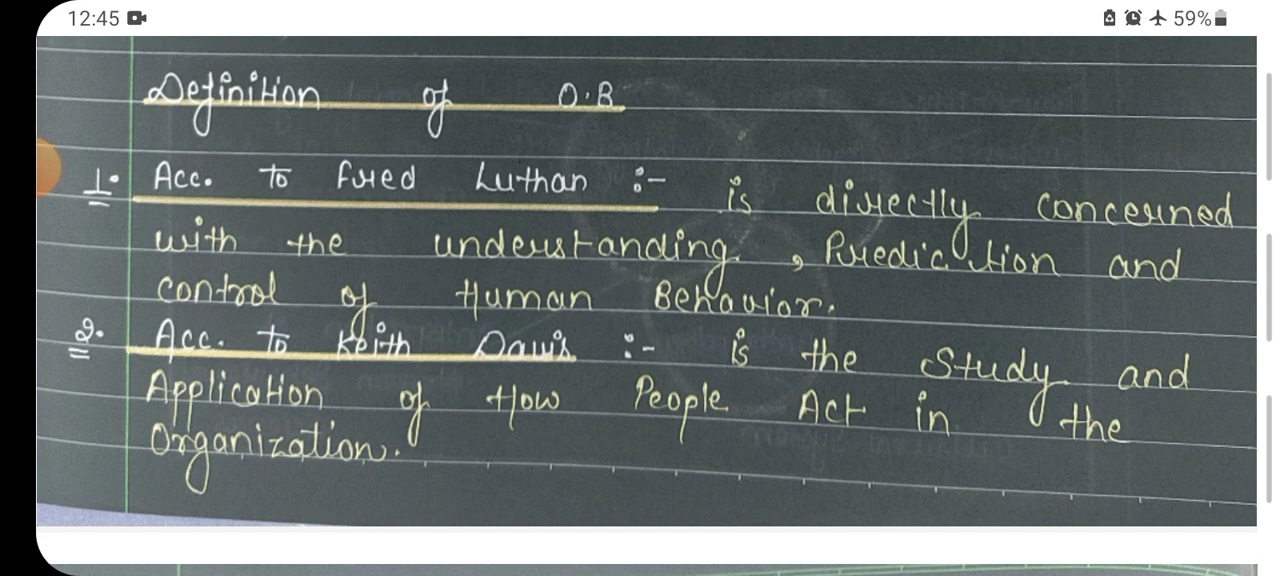 12:45
59%
Definition of O.B
1. Acc. to Fred Luthan :- is directly concerned
with the understanding, Prediction and
control of Human Behavior.
2. Acc. to Keith Davis :- is the study and
Application of How People Act in the
Organization.